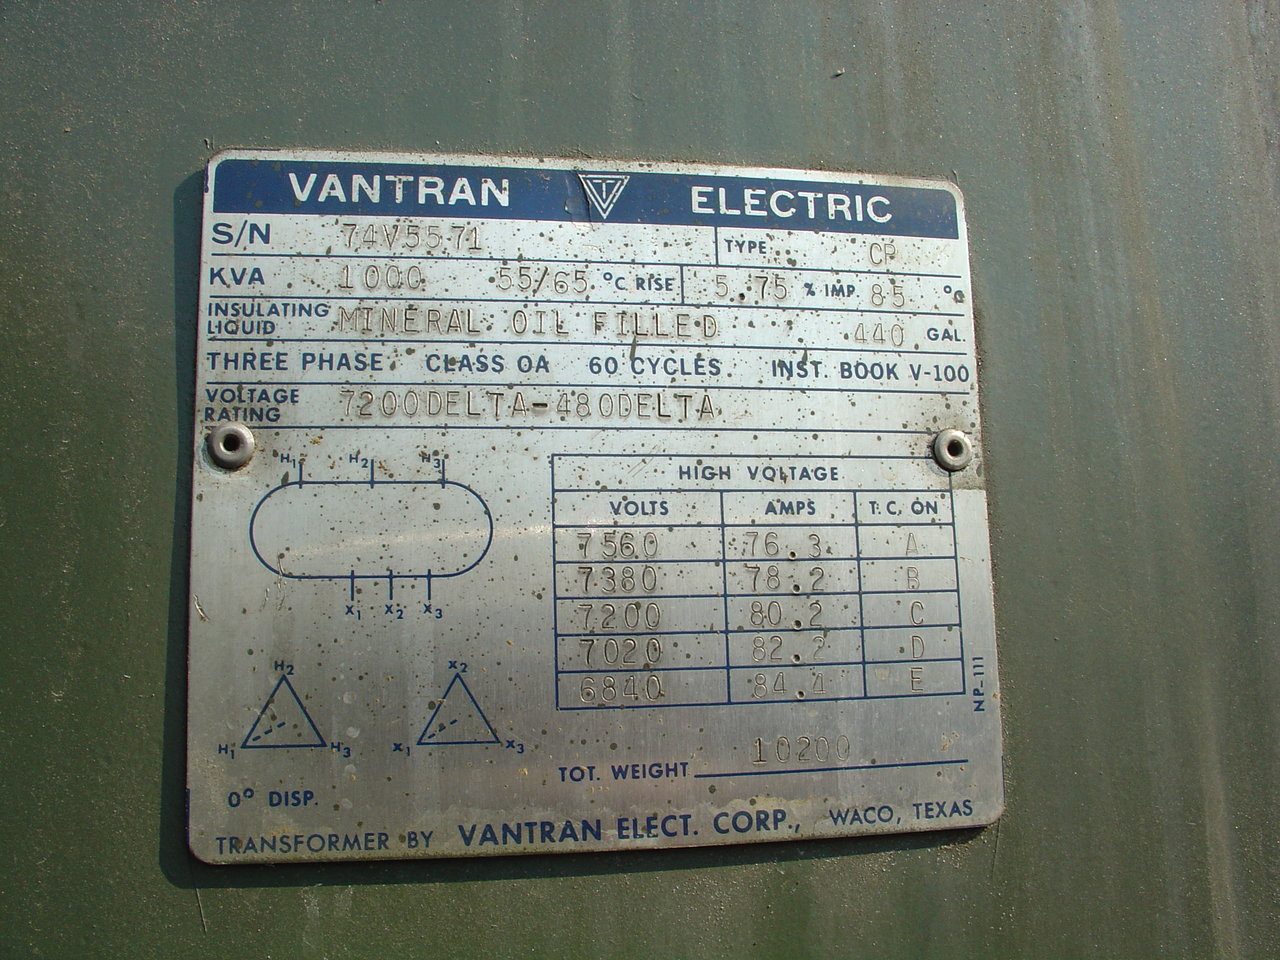 VANTRAN VT ELECTRIC
S/N 74V5571 TYPE CP
KVA 1000 55/65 °C RISE 5.75 % IMP 85 °C
INSULATING LIQUID MINERAL OIL FILLED 440 GAL.
THREE PHASE CLASS OA 60 CYCLES INST. BOOK V-100
VOLTAGE RATING 7200DELTA-480DELTA
H1 H2 H3
X1 X2 X3
HIGH VOLTAGE
VOLTS AMPS T.C. ON
7560 76.3 A
7380 78.2 B
7200 80.2 C
7020 82.2 D
6840 84.4 E
NP-111
H2 X2
H1 H3 X1 X3
TOT. WEIGHT 10200
0° DISP.
TRANSFORMER BY VANTRAN ELECT. CORP., WACO, TEXAS